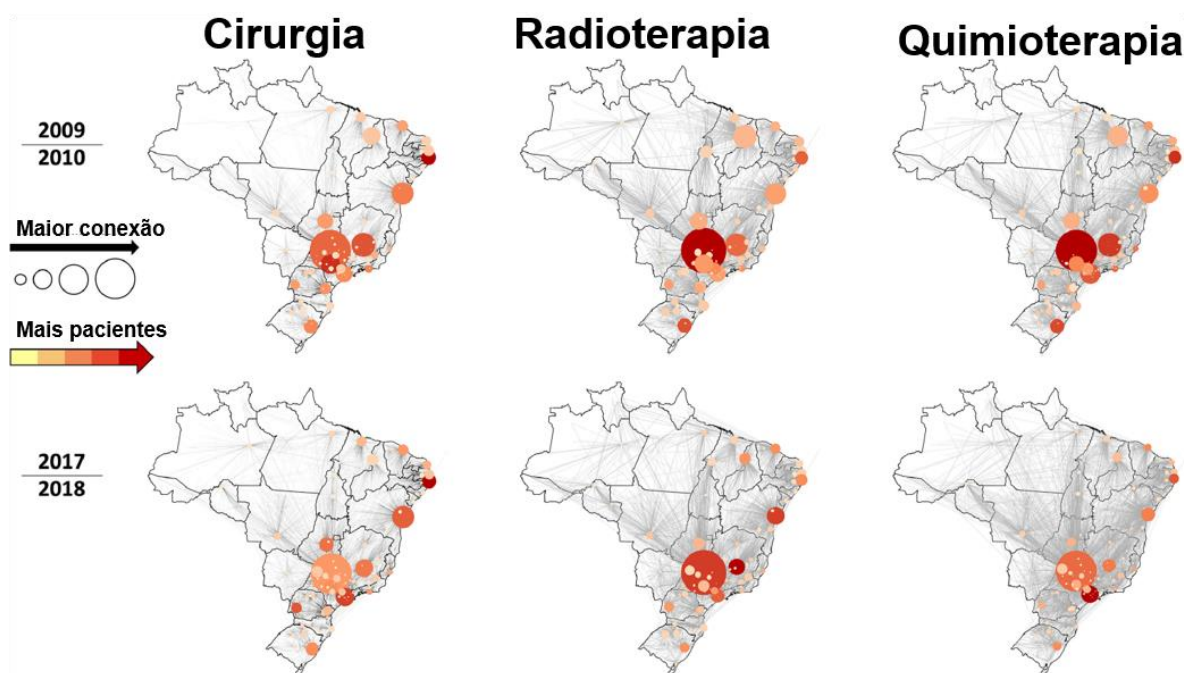 Cirurgia
Radioterapia
Quimioterapia
2009
2010
Maior conexão
Mais pacientes
2017
2018